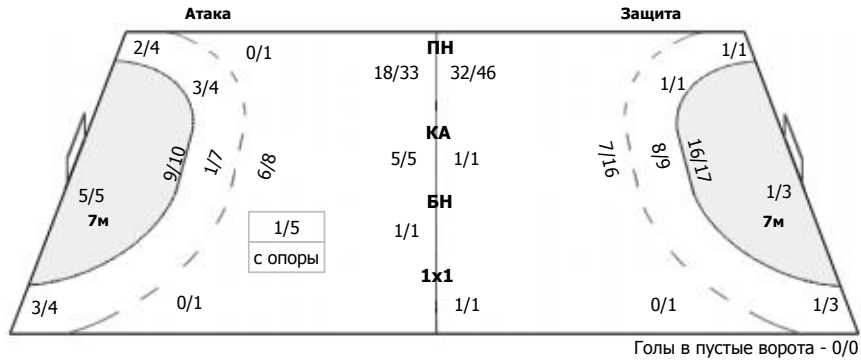 Атака Защита
2/4 0/1 ПН 1/1
18/33 32/46
3/4 1/1
КА
9/10 1/7 6/8 5/5 1/1 7/16 8/9 16/17
5/5 БН 1/3
7м 1/5 1/1 7м
с опоры
1x1
3/4 0/1 1/1 0/1 1/3
Голы в пустые ворота - 0/0